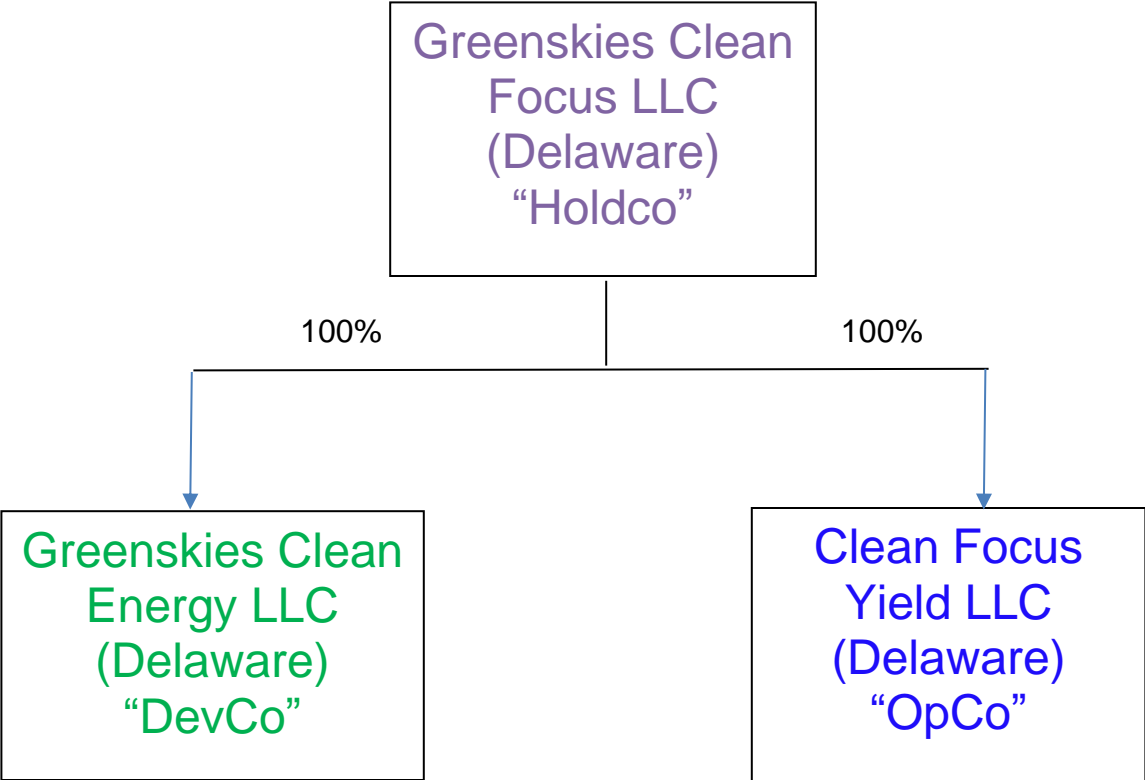 Greenskies Clean
Focus LLC
(Delaware)
“Holdco”
100%
100%
Greenskies Clean
Energy LLC
(Delaware)
“DevCo”
Clean Focus
Yield LLC
(Delaware)
“OpCo”